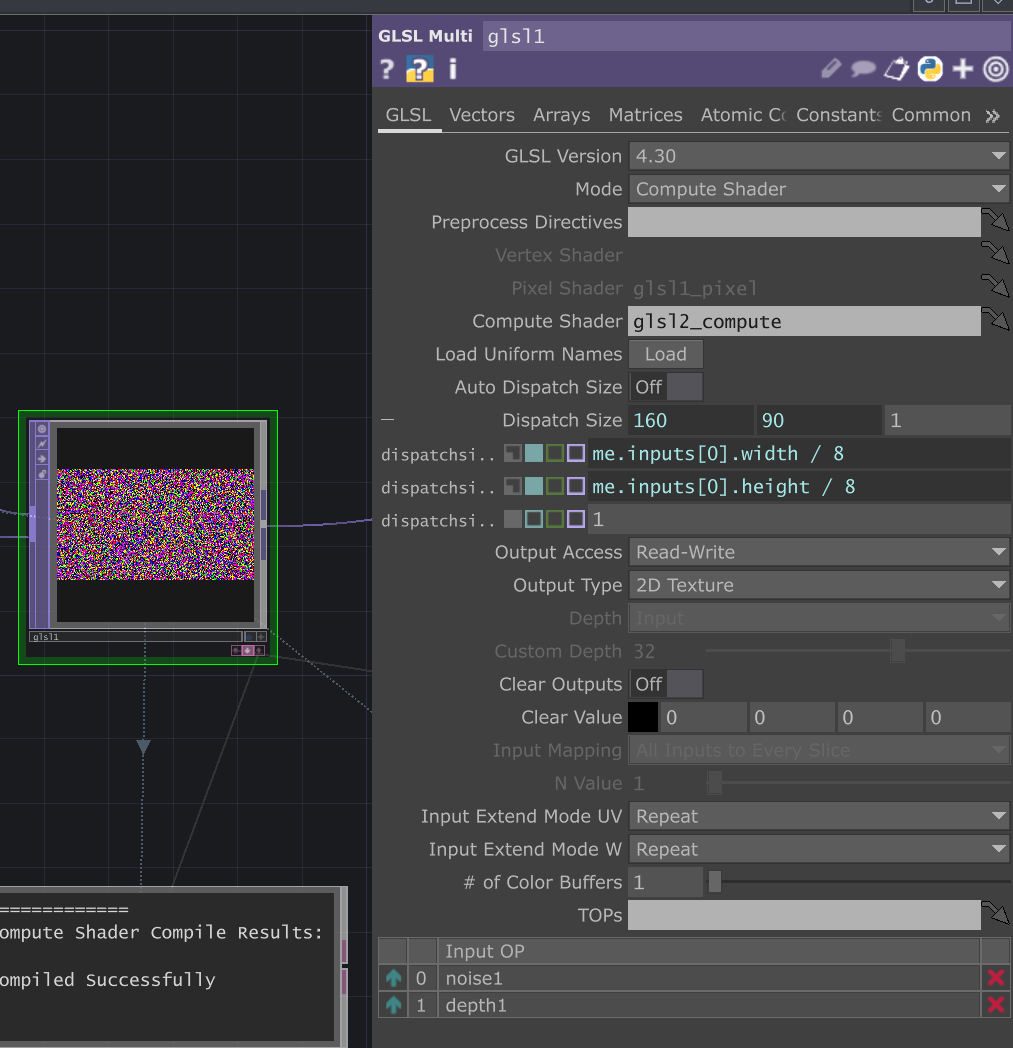 GLSL Multi glsl1
? ? i
GLSL Vectors Arrays Matrices Atomic Co Constants Common »
GLSL Version 4.30
Mode Compute Shader
Preprocess Directives
Vertex Shader
Pixel Shader glsl1_pixel
Compute Shader glsl2_compute
Load Uniform Names Load
Auto Dispatch Size Off
Dispatch Size 160 90 1
dispatchsi.. me.inputs[0].width / 8
dispatchsi.. me.inputs[0].height / 8
dispatchsi.. 1
Output Access Read-Write
Output Type 2D Texture
Depth Input
Custom Depth 32
Clear Outputs Off
Clear Value 0 0 0 0
Input Mapping All Inputs to Every Slice
N Value 1
Input Extend Mode UV Repeat
Input Extend Mode W Repeat
# of Color Buffers 1
TOPs
Input OP
0 noise1
1 depth1
glsl1
=============
ompute Shader Compile Results:
ompiled Successfully